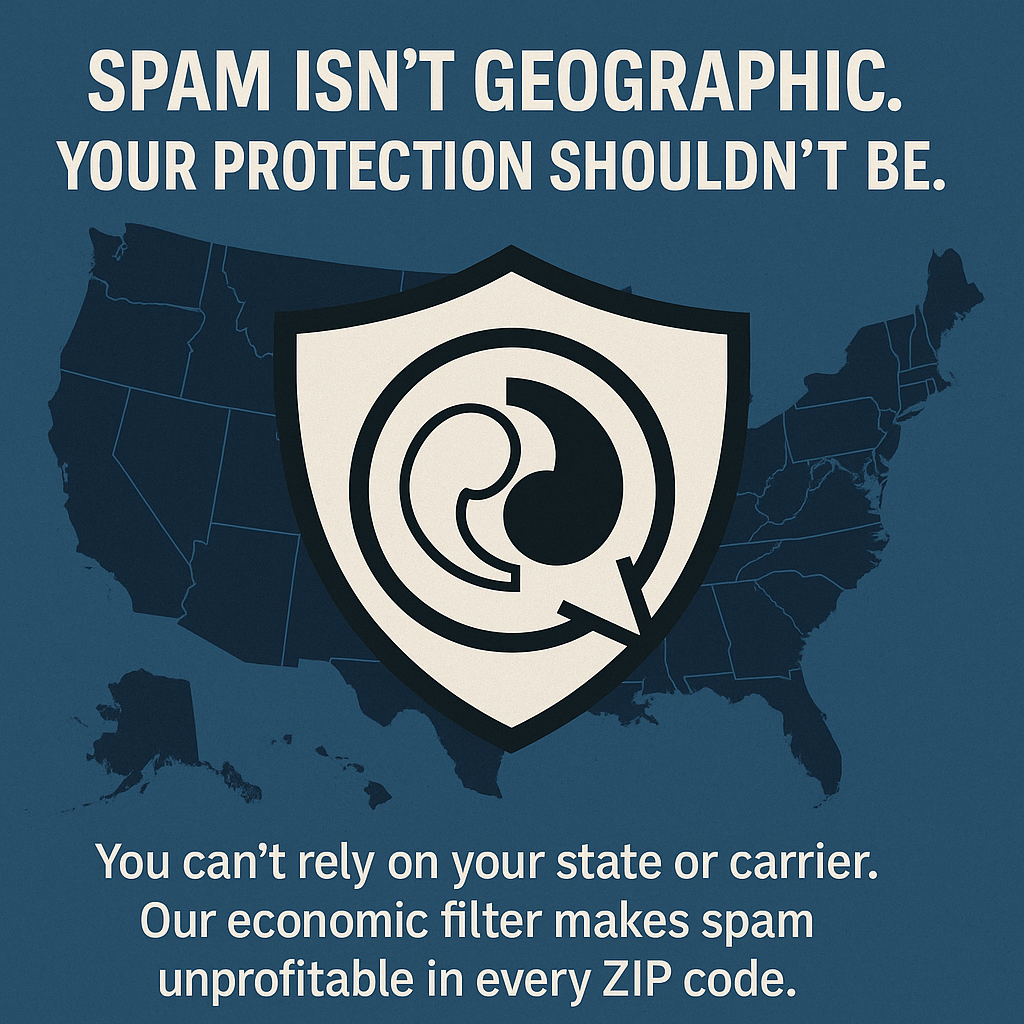 SPAM ISN’T GEOGRAPHIC.
YOUR PROTECTION SHOULDN’T BE.
You can’t rely on your state or carrier.
Our economic filter makes spam
unprofitable in every ZIP code.